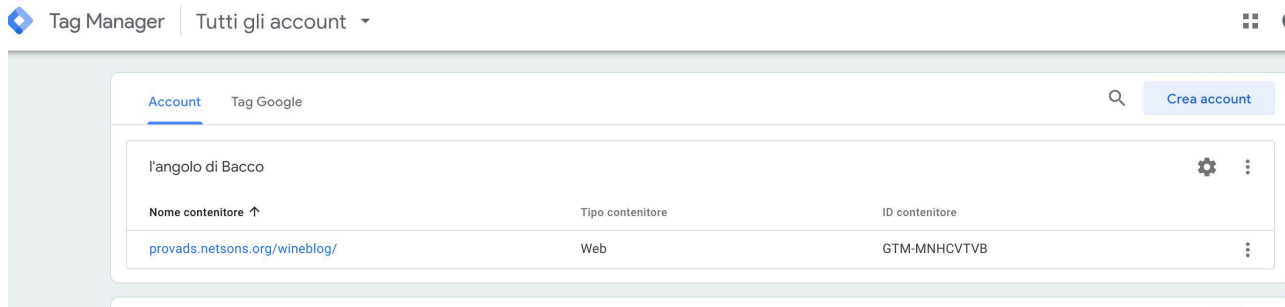 Tag Manager Tutti gli account
Account Tag Google Crea account
l'angolo di Bacco
Nome contenitore ↑ Tipo contenitore ID contenitore
provads.netsons.org/wineblog/ Web GTM-MNHCVTVB